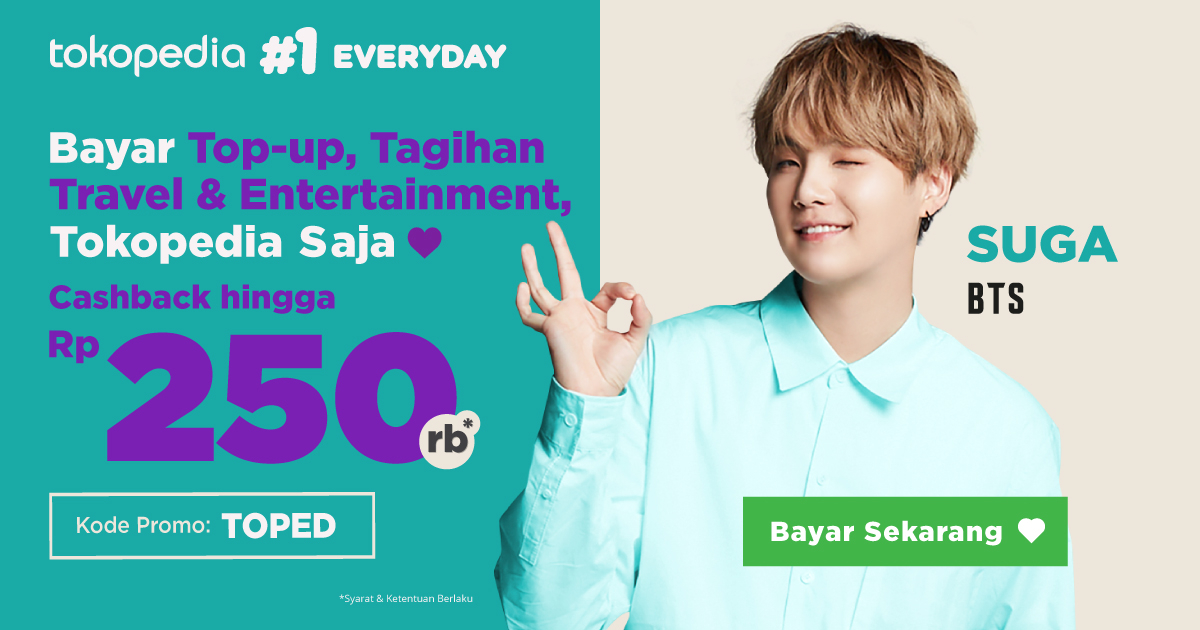 tokopedia #1 EVERYDAY
Bayar Top-up, Tagihan
Travel & Entertainment,
Tokopedia Saja
Cashback hingga
Rp 250 rb*
Kode Promo: TOPED
*Syarat & Ketentuan Berlaku
SUGA
BTS
Bayar Sekarang